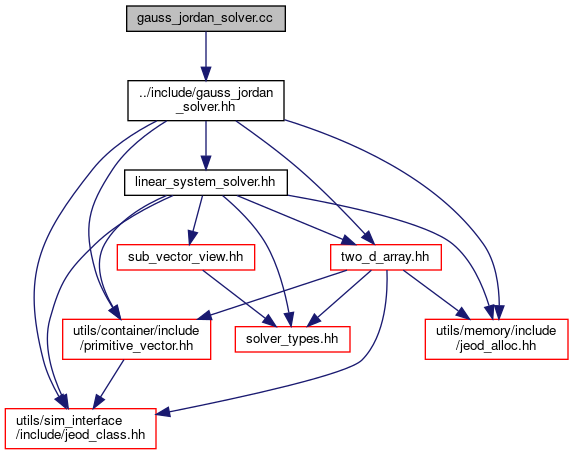 gauss_jordan_solver.cc
../include/gauss_jordan
_solver.hh
linear_system_solver.hh
sub_vector_view.hh
two_d_array.hh
utils/container/include
/primitive_vector.hh
solver_types.hh
utils/memory/include
/jeod_alloc.hh
utils/sim_interface
/include/jeod_class.hh